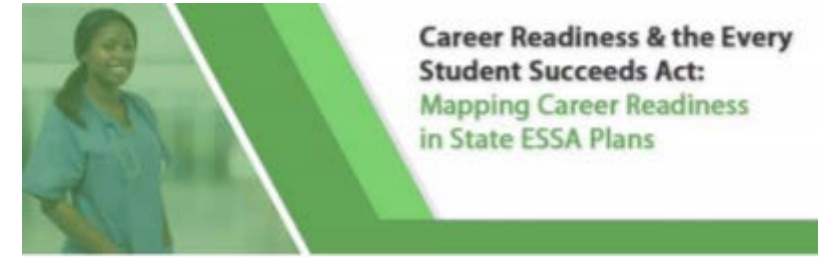 Career Readiness & the Every
Student Succeeds Act:
Mapping Career Readiness
in State ESSA Plans